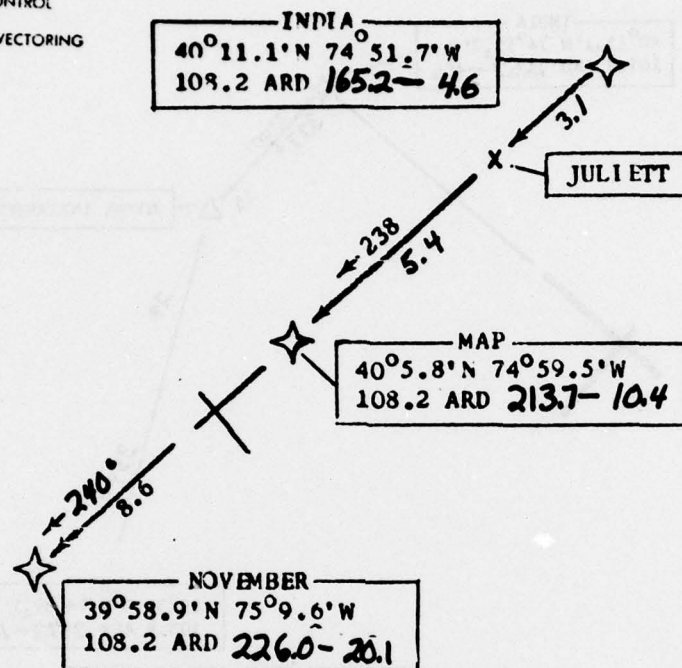 VECTORING
INDIA
40°11.1'N 74°51.7'W
108.2 ARD 165.2— 4.6
3.1
X
JULIETT
238
5.4
MAP
40°5.8'N 74°59.5'W
108.2 ARD 213.7— 10.4
240°
8.6
NOVEMBER
39°58.9'N 75°9.6'W
108.2 ARD 226.0— 20.1